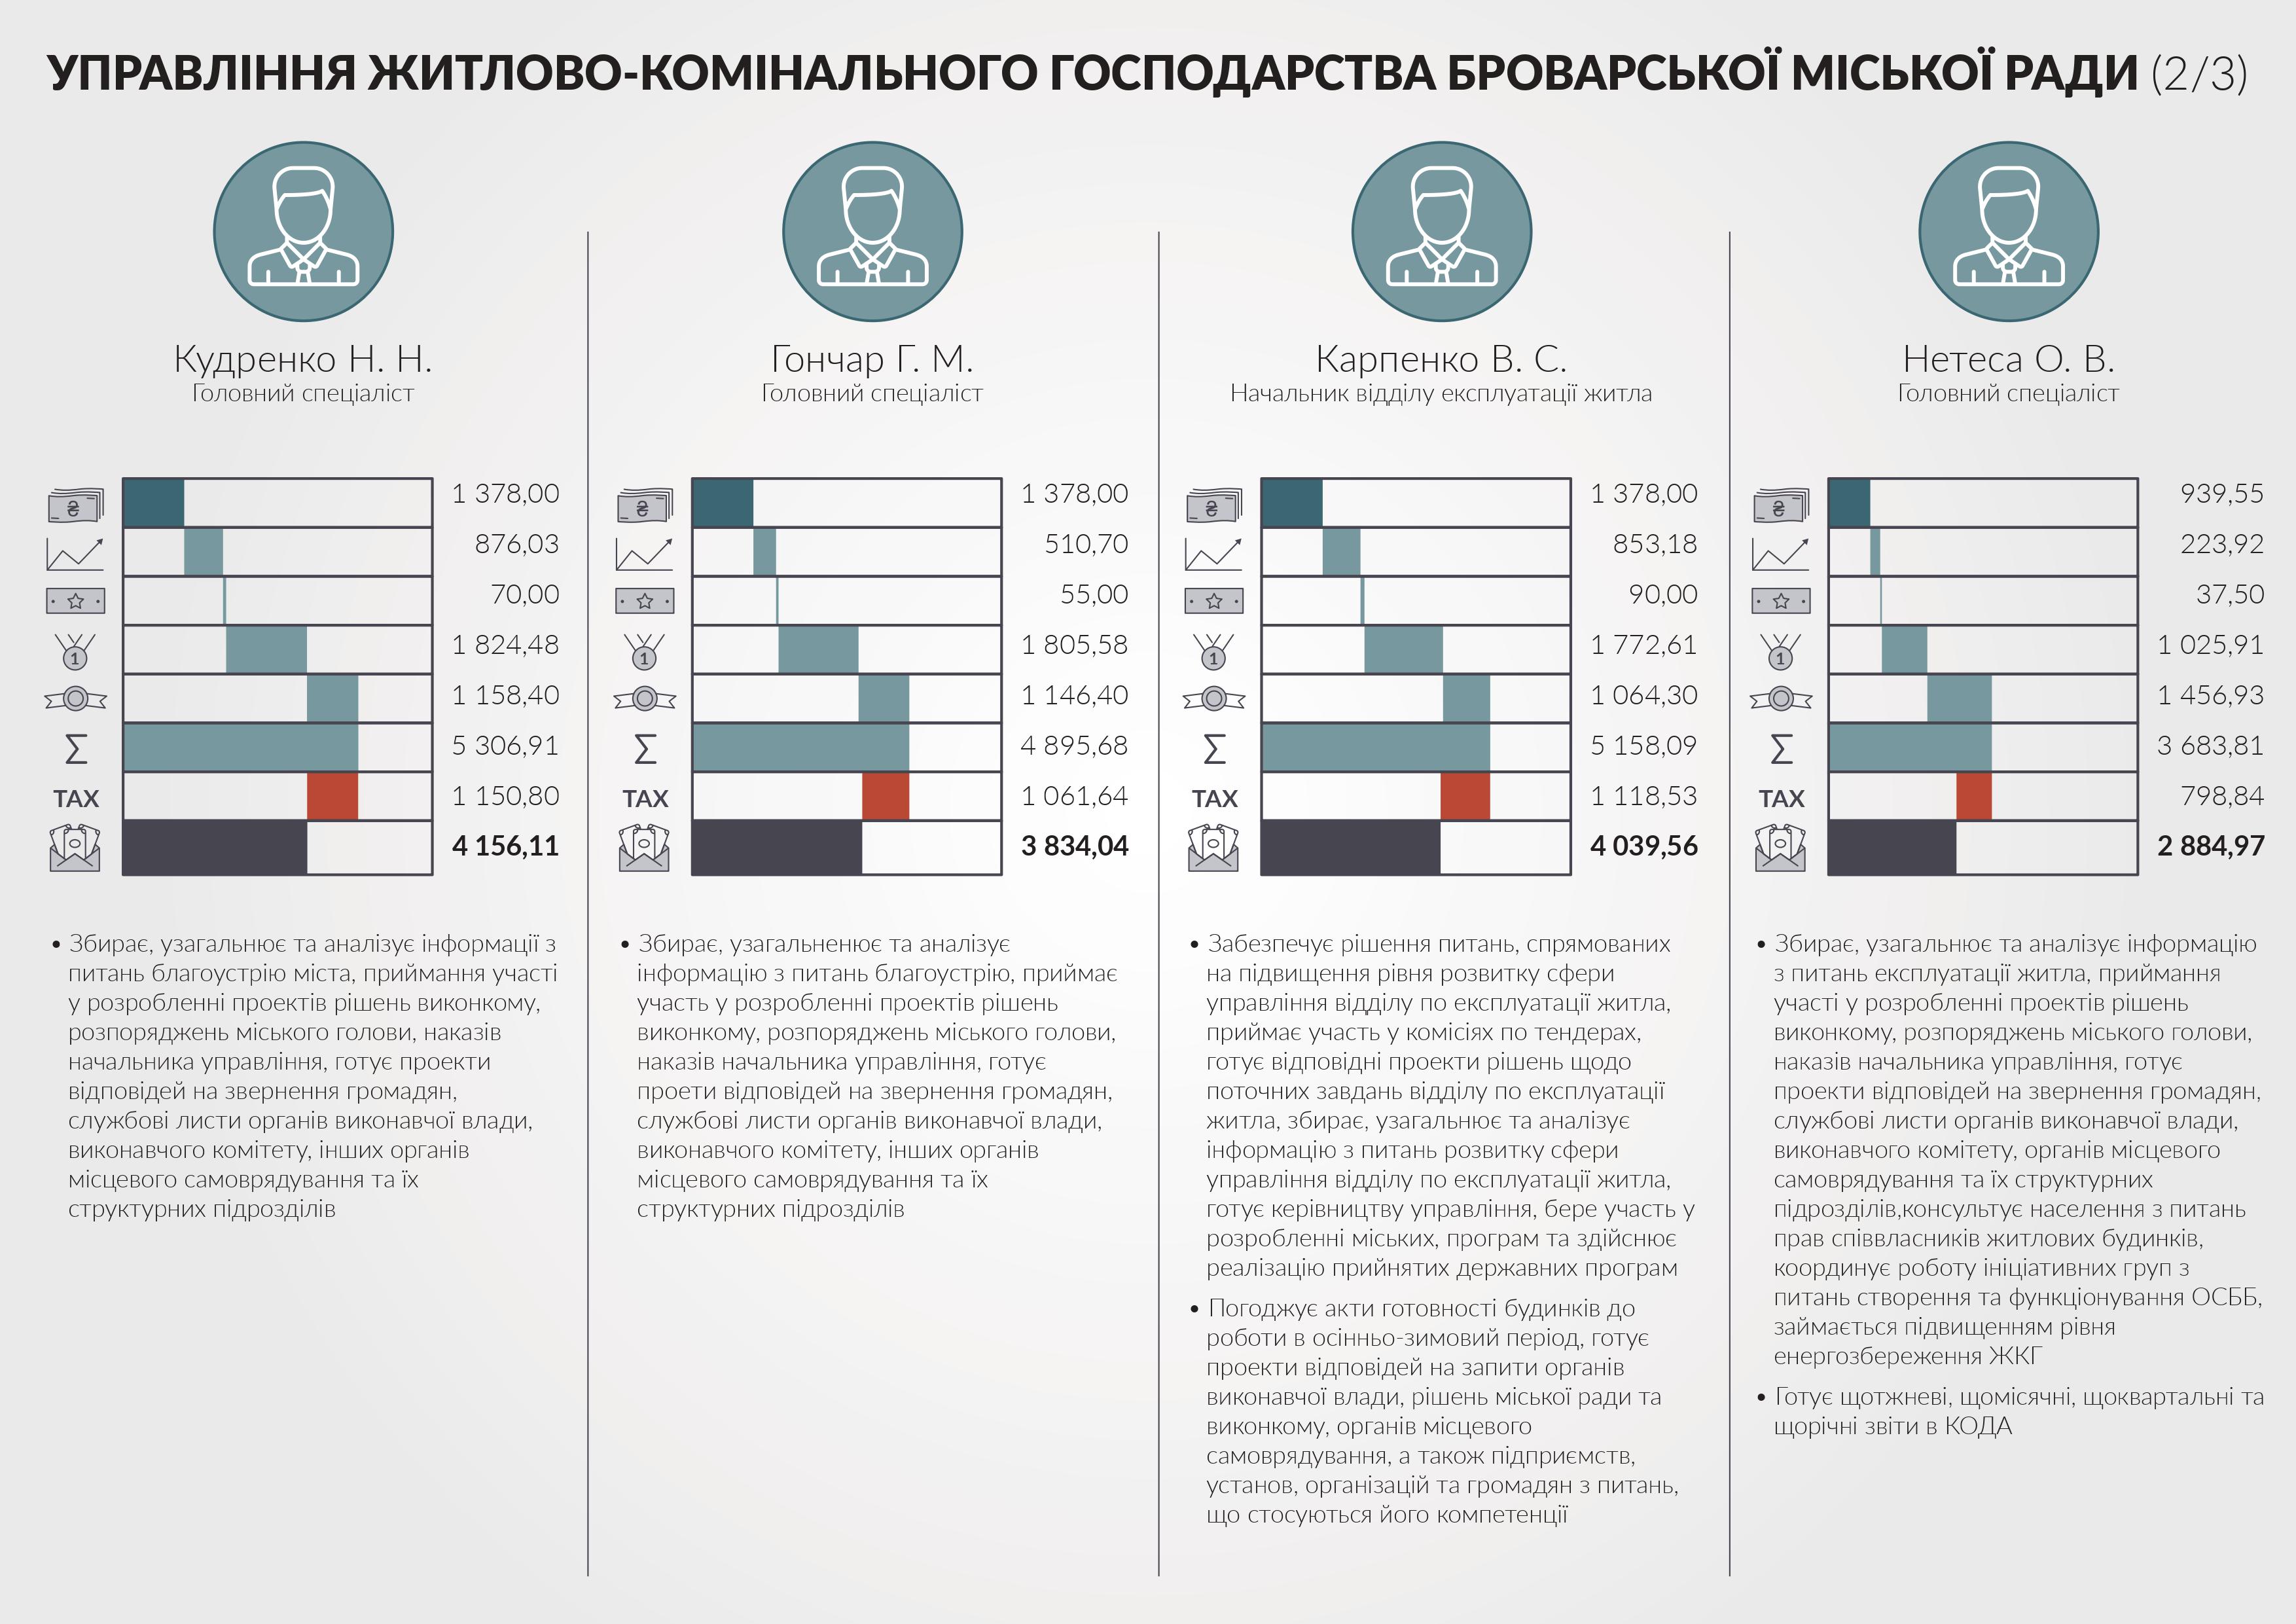 УПРАВЛІННЯ ЖИТЛОВО-КОМІНАЛЬНОГО ГОСПОДАРСТВА БРОВАРСЬКОЇ МІСЬКОЇ РАДИ (2/3)
Кудренко Н. Н.
Головний спеціаліст
₴
1 378,00
876,03
70,00
1
1 824,48
1 158,40
Σ
5 306,91
TAX
1 150,80
4 156,11
• Збирає, узагальнює та аналізує інформації з
питань благоустрію міста, приймання участі
у розробленні проектів рішень виконкому,
розпоряджень міського голови, наказів
начальника управління, готує проекти
відповідей на звернення громадян,
службові листи органів виконавчої влади,
виконавчого комітету, інших органів
місцевого самоврядування та їх
структурних підрозділів
Гончар Г. М.
Головний спеціаліст
₴
1 378,00
510,70
55,00
1
1 805,58
1 146,40
Σ
4 895,68
TAX
1 061,64
3 834,04
• Збирає, узагальненює та аналізує
інформацію з питань благоустрію, приймає
участь у розробленні проектів рішень
виконкому, розпоряджень міського голови,
наказів начальника управління, готує
проети відповідей на звернення громадян,
службові листи органів виконавчої влади,
виконавчого комітету, інших органів
місцевого самоврядування та їх
структурних підрозділів
Карпенко В. С.
Начальник відділу експлуатації житла
₴
1 378,00
853,18
90,00
1
1 772,61
1 064,30
Σ
5 158,09
TAX
1 118,53
4 039,56
• Забезпечує рішення питань, спрямованих
на підвищення рівня розвитку сфери
управління відділу по експлуатації житла,
приймає участь у комісіях по тендерах,
готує відповідні проекти рішень щодо
поточних завдань відділу по експлуатації
житла, збирає, узагальнює та аналізує
інформацію з питань розвитку сфери
управління відділу по експлуатації житла,
готує керівництву управління, бере участь у
розробленні міських, програм та здійснює
реалізацію прийнятих державних програм
• Погоджує акти готовності будинків до
роботи в осінньо-зимовий період, готує
проекти відповідей на запити органів
виконавчої влади, рішень міської ради та
виконкому, органів місцевого
самоврядування, а також підприємств,
установ, організацій та громадян з питань,
що стосуються його компетенції
Нетеса О. В.
Головний спеціаліст
₴
939,55
223,92
37,50
1
1 025,91
1 456,93
Σ
3 683,81
TAX
798,84
2 884,97
• Збирає, узагальнює та аналізує інформацію
з питань експлуатації житла, приймання
участі у розробленні проектів рішень
виконкому, розпоряджень міського голови,
наказів начальника управління, готує
проекти відповідей на звернення громадян,
службові листи органів виконавчої влади,
виконавчого комітету, органів місцевого
самоврядування та їх структурних
підрозділів,консультує населення з питань
прав співвласників житлових будинків,
координує роботу ініціативних груп з
питань створення та функціонування ОСББ,
займається підвищенням рівня
енергозбереження ЖКГ
• Готує щотжневі, щомісячні, щоквартальні та
щорічні звіти в КОДА